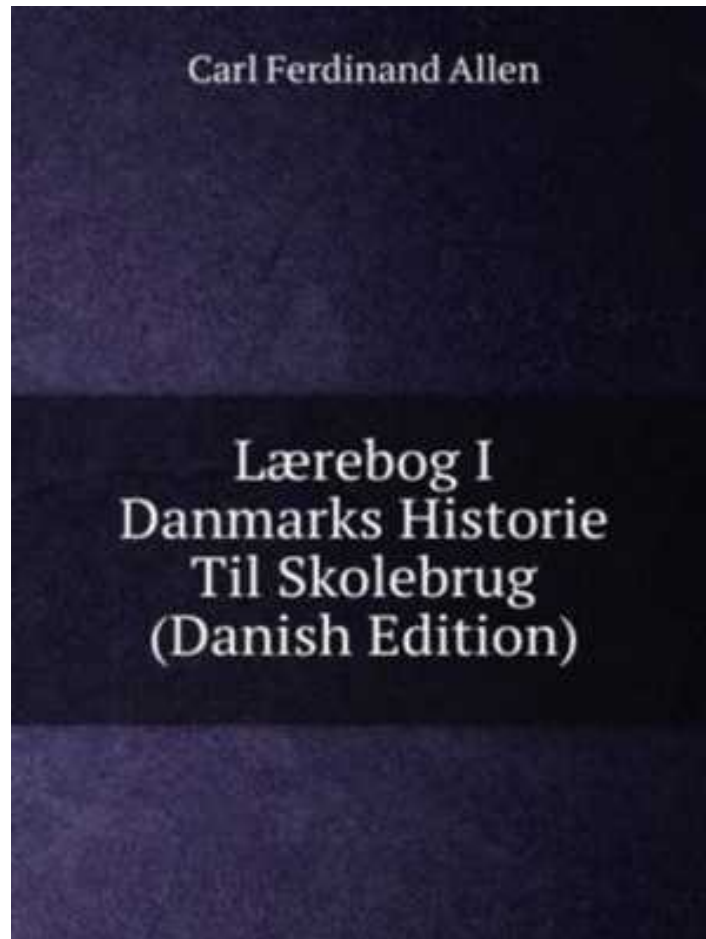 Carl Ferdinand Allen
Lærebog I
Danmarks Historie
Til Skolebrug
(Danish Edition)